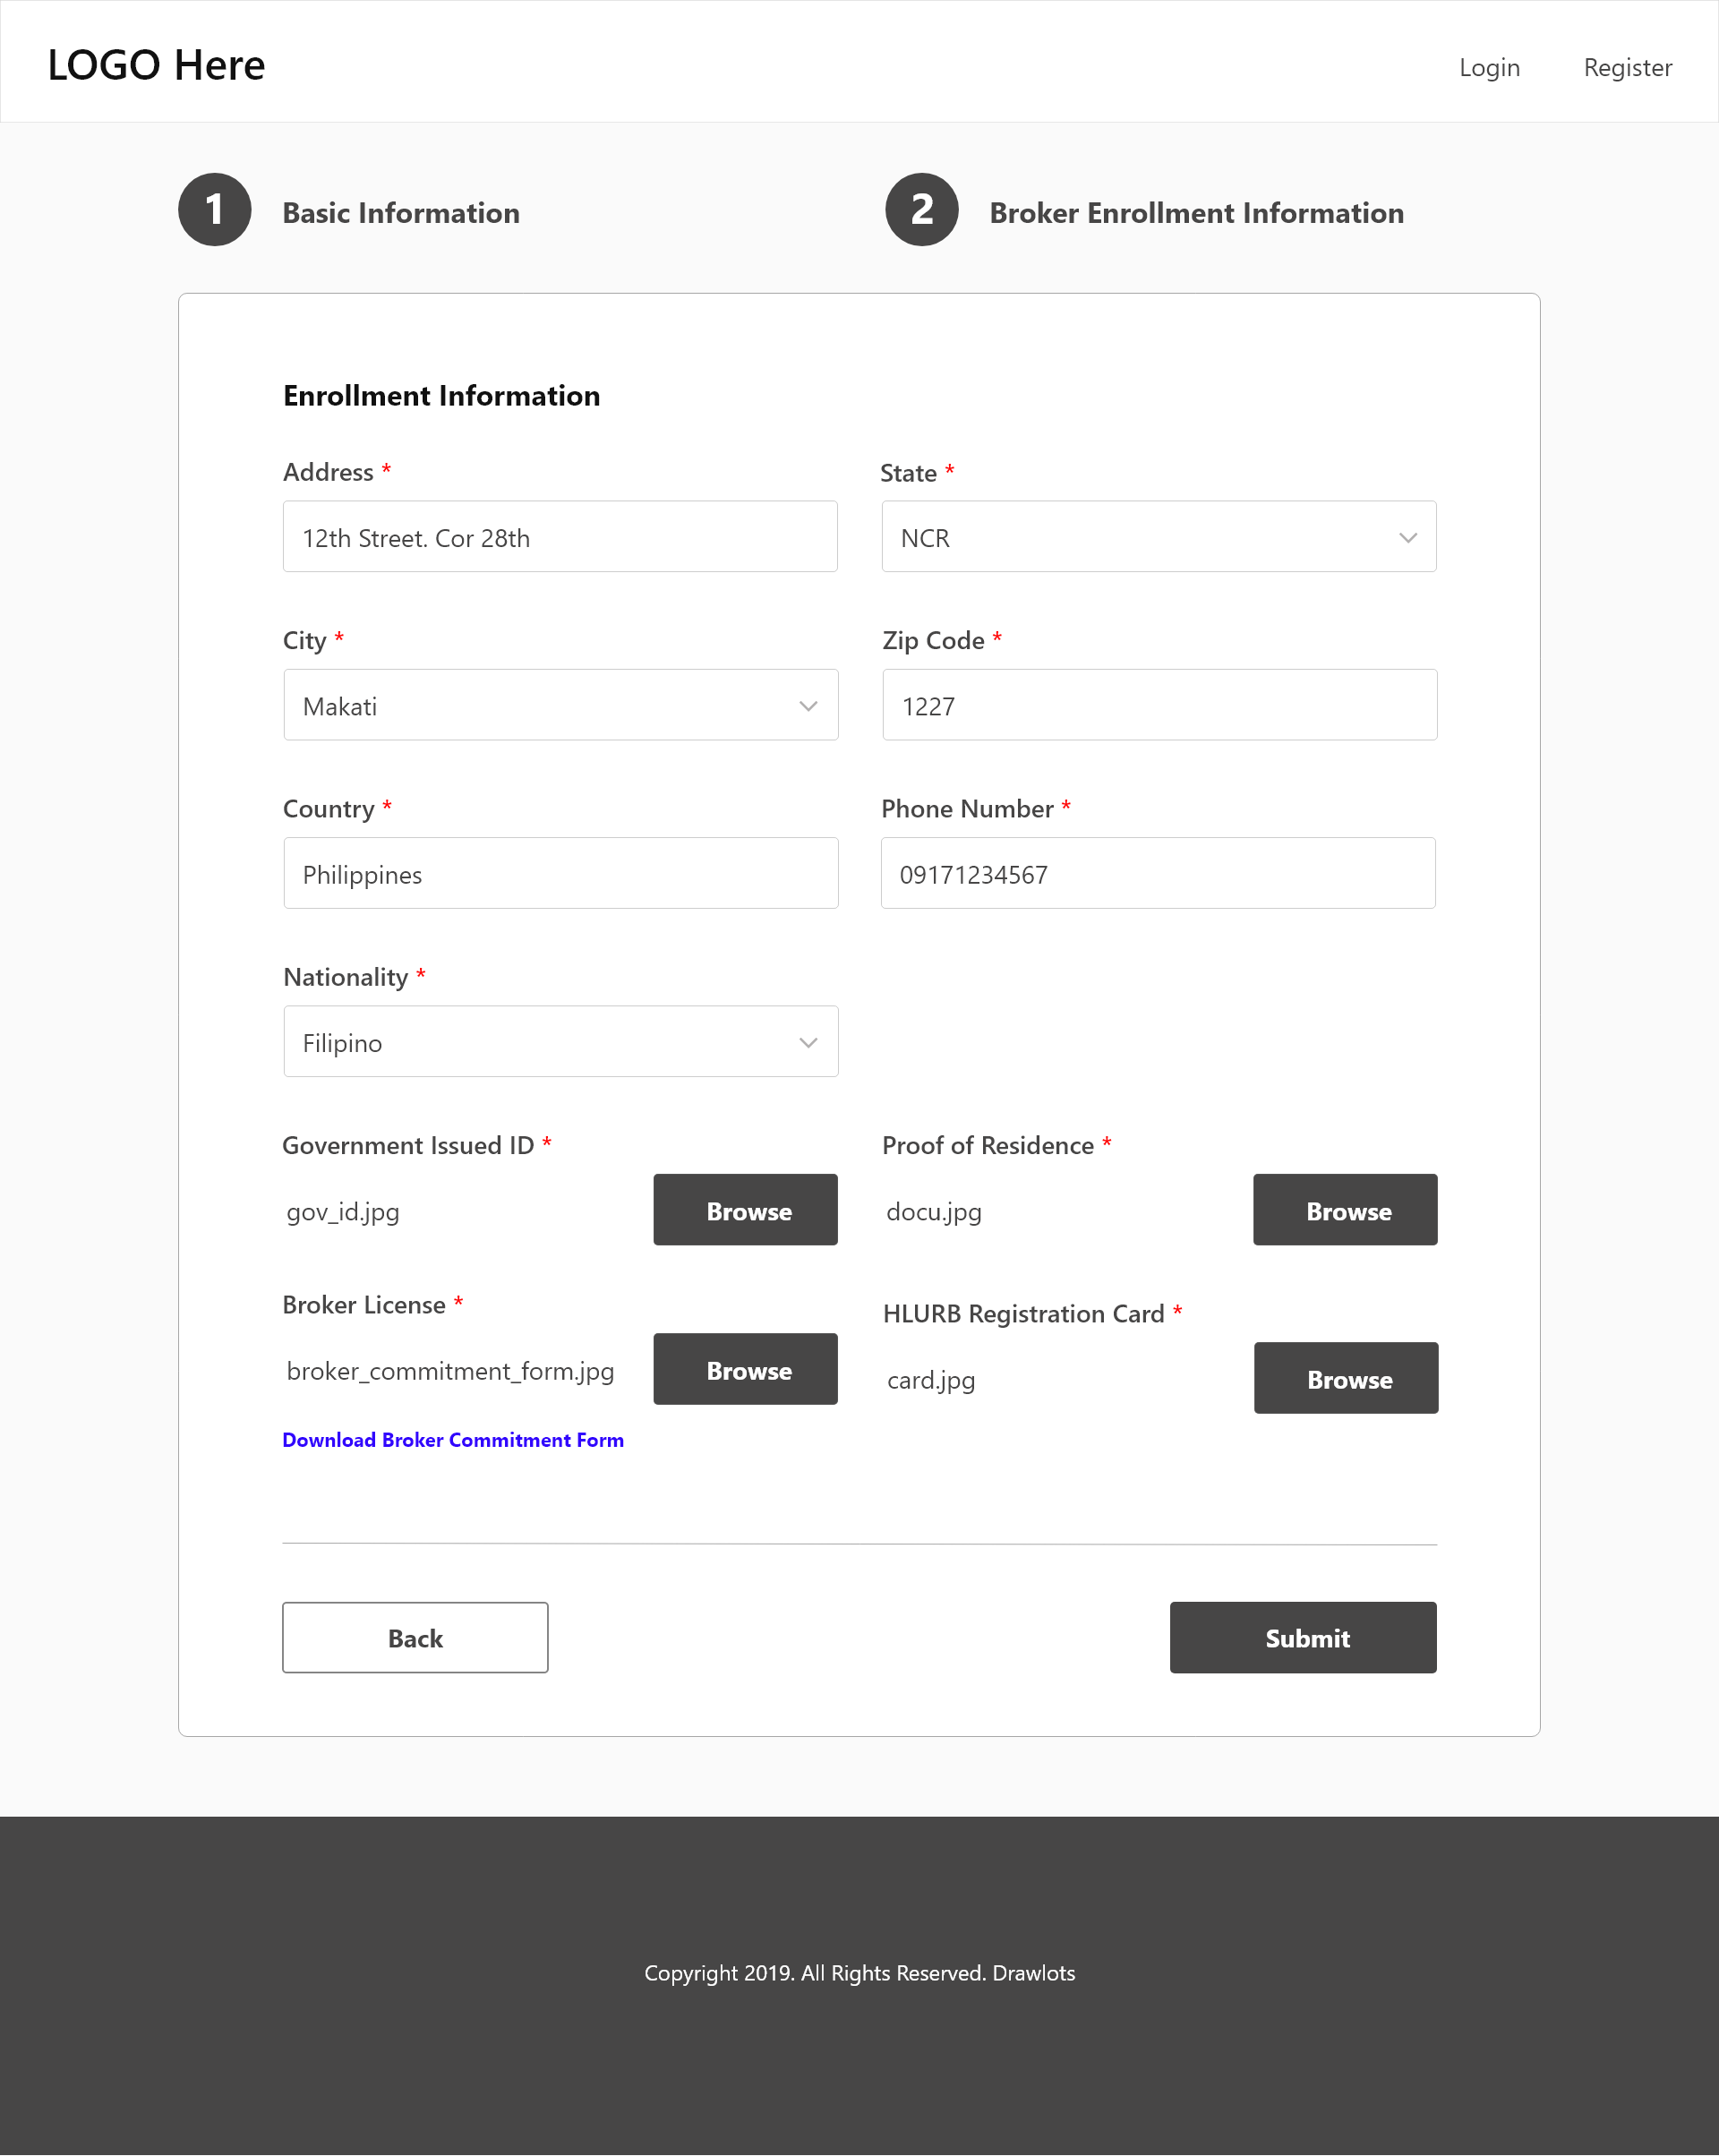 LOGO Here
Login Register
1 Basic Information 2 Broker Enrollment Information
Enrollment Information
Address * State *
12th Street. Cor 28th NCR
City * Zip Code *
Makati 1227
Country * Phone Number *
Philippines 09171234567
Nationality *
Filipino
Government Issued ID * Proof of Residence *
gov_id.jpg Browse docu.jpg Browse
Broker License * HLURB Registration Card *
broker_commitment_form.jpg Browse card.jpg Browse
Download Broker Commitment Form
Back Submit
Copyright 2019. All Rights Reserved. Drawlots